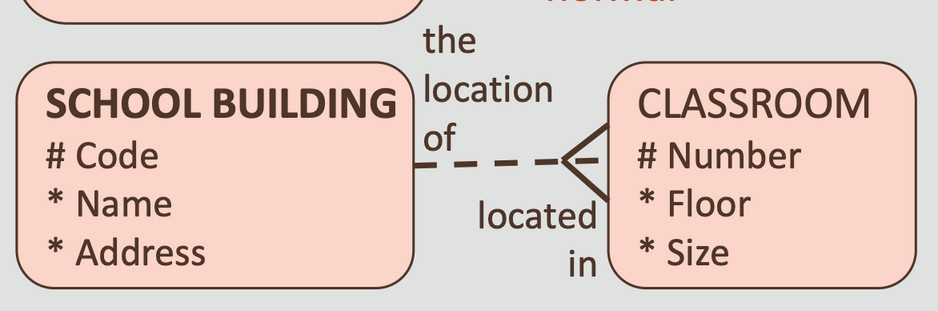 the
location
of
SCHOOL BUILDING
# Code
* Name
* Address
located
in
CLASSROOM
# Number
* Floor
* Size